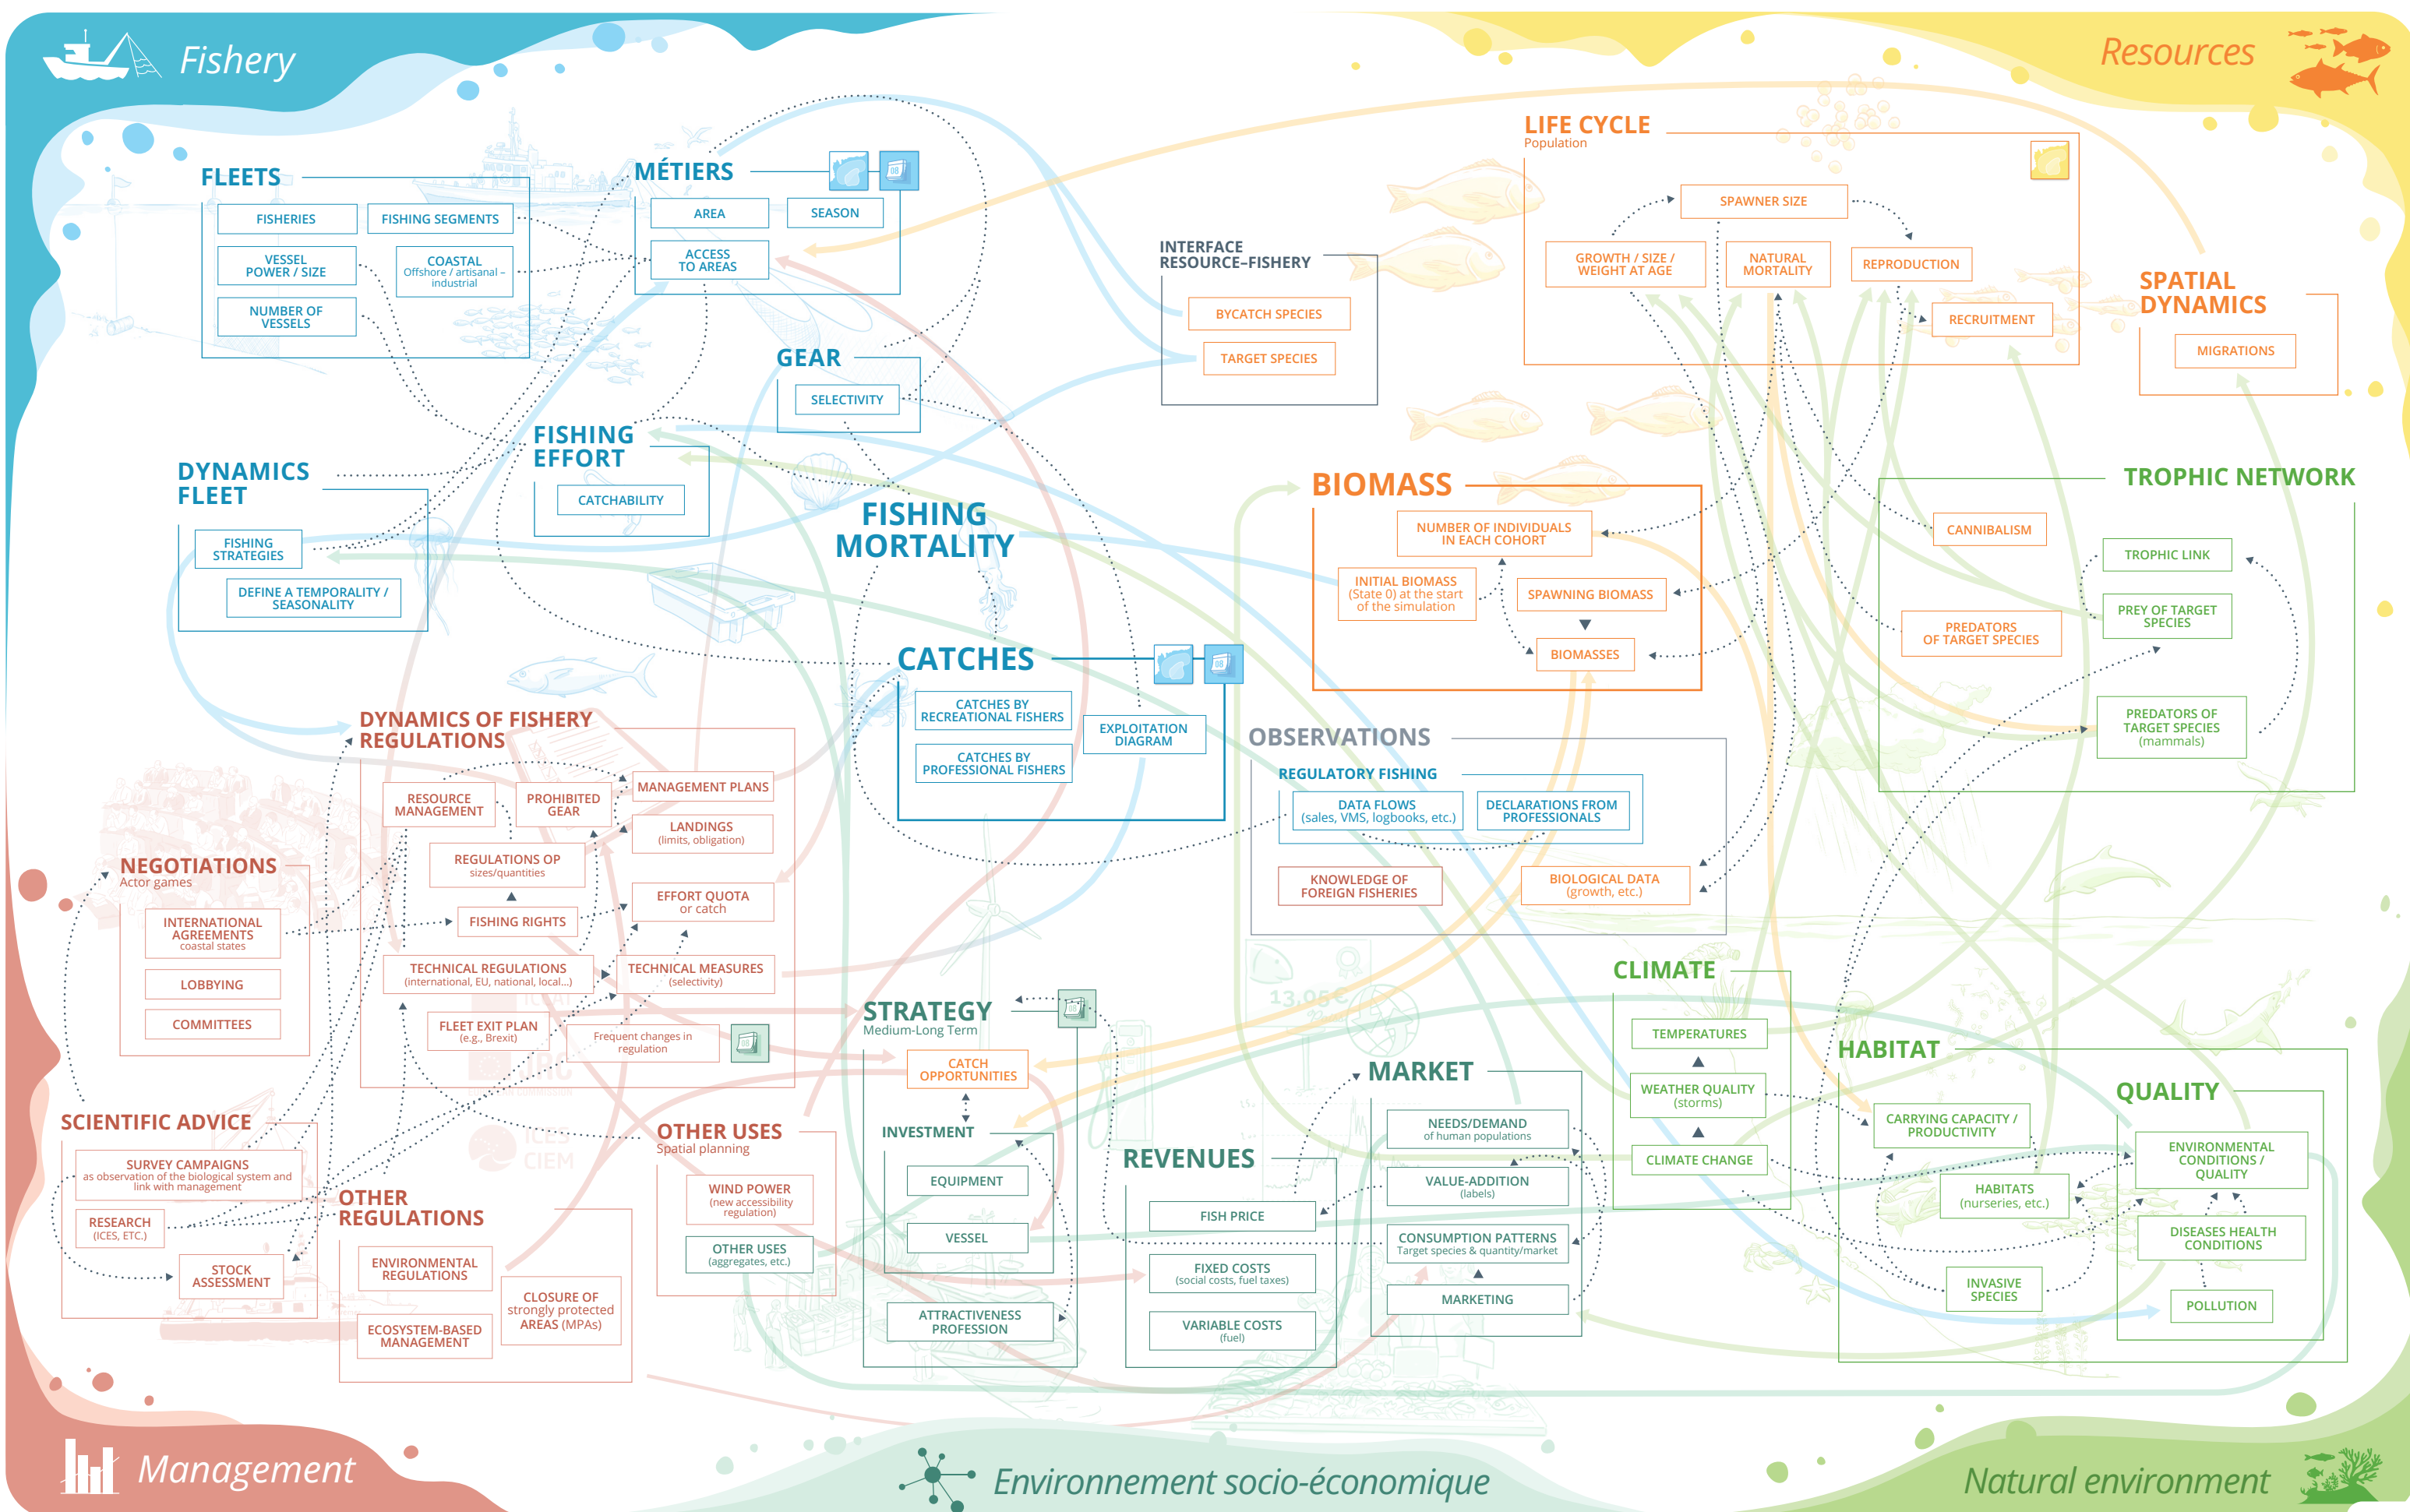 Fishery
Resources
FLEETS
FISHERIES
FISHING SEGMENTS
VESSEL
POWER / SIZE
COASTAL
Offshore / artisanal –
industrial
NUMBER OF
VESSELS
MÉTIERS
08
AREA
SEASON
ACCESS
TO AREAS
GEAR
SELECTIVITY
INTERFACE
RESOURCE–FISHERY
BYCATCH SPECIES
TARGET SPECIES
LIFE CYCLE
Population
SPAWNER SIZE
GROWTH / SIZE /
WEIGHT AT AGE
NATURAL
MORTALITY
REPRODUCTION
RECRUITMENT
SPATIAL
DYNAMICS
MIGRATIONS
FISHING
EFFORT
CATCHABILITY
DYNAMICS
FLEET
FISHING
STRATEGIES
DEFINE A TEMPORALITY /
SEASONALITY
FISHING
MORTALITY
BIOMASS
NUMBER OF INDIVIDUALS
IN EACH COHORT
INITIAL BIOMASS
(State 0) at the start
of the simulation
SPAWNING BIOMASS
BIOMASSES
TROPHIC NETWORK
CANNIBALISM
TROPHIC LINK
PREY OF TARGET
SPECIES
PREDATORS
OF TARGET SPECIES
PREDATORS OF
TARGET SPECIES
(mammals)
CATCHES
08
CATCHES BY
RECREATIONAL FISHERS
EXPLOITATION
DIAGRAM
CATCHES BY
PROFESSIONAL FISHERS
OBSERVATIONS
REGULATORY FISHING
DATA FLOWS
(sales, VMS, logbooks, etc.)
DECLARATIONS FROM
PROFESSIONALS
KNOWLEDGE OF
FOREIGN FISHERIES
BIOLOGICAL DATA
(growth, etc.)
DYNAMICS OF FISHERY
REGULATIONS
RESOURCE
MANAGEMENT
PROHIBITED
GEAR
MANAGEMENT PLANS
LANDINGS
(limits, obligation)
REGULATIONS OP
sizes/quantities
EFFORT QUOTA
or catch
FISHING RIGHTS
TECHNICAL REGULATIONS
(international, EU, national, local...)
TECHNICAL MEASURES
(selectivity)
FLEET EXIT PLAN
(e.g., Brexit)
Frequent changes in
regulation
08
ICES
CIEM
NEGOTIATIONS
Actor games
INTERNATIONAL
AGREEMENTS
coastal states
LOBBYING
COMMITTEES
SCIENTIFIC ADVICE
SURVEY CAMPAIGNS
as observation of the biological system and
link with management
RESEARCH
(ICES, ETC.)
STOCK
ASSESSMENT
OTHER
REGULATIONS
ENVIRONMENTAL
REGULATIONS
CLOSURE OF
strongly protected
AREAS (MPAs)
ECOSYSTEM-BASED
MANAGEMENT
OTHER USES
Spatial planning
WIND POWER
(new accessibility
regulation)
OTHER USES
(aggregates, etc.)
STRATEGY
Medium-Long Term
08
CATCH
OPPORTUNITIES
INVESTMENT
EQUIPMENT
VESSEL
ATTRACTIVENESS
PROFESSION
13,95€
REVENUES
FISH PRICE
FIXED COSTS
(social costs, fuel taxes)
VARIABLE COSTS
(fuel)
MARKET
NEEDS/DEMAND
of human populations
VALUE-ADDITION
(labels)
CONSUMPTION PATTERNS
Target species & quantity/market
MARKETING
CLIMATE
TEMPERATURES
WEATHER QUALITY
(storms)
CLIMATE CHANGE
HABITAT
CARRYING CAPACITY /
PRODUCTIVITY
HABITATS
(nurseries, etc.)
INVASIVE
SPECIES
QUALITY
ENVIRONMENTAL
CONDITIONS /
QUALITY
DISEASES HEALTH
CONDITIONS
POLLUTION
Management
Environnement socio-économique
Natural environment